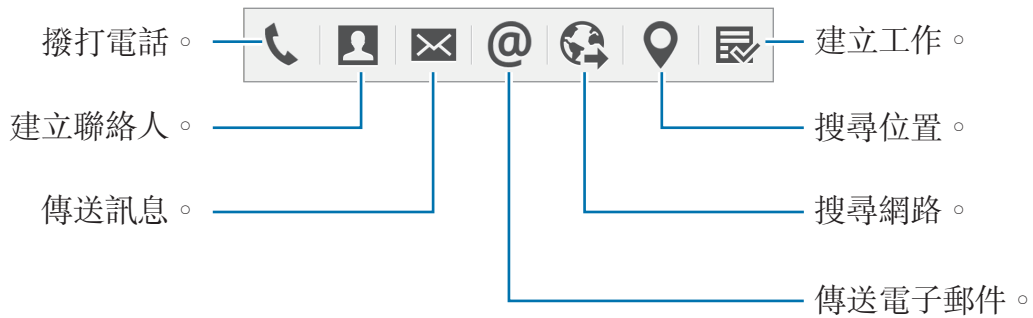 撥打電話。
建立聯絡人。
傳送訊息。
@
建立工作。
搜尋位置。
搜尋網路。
傳送電子郵件。